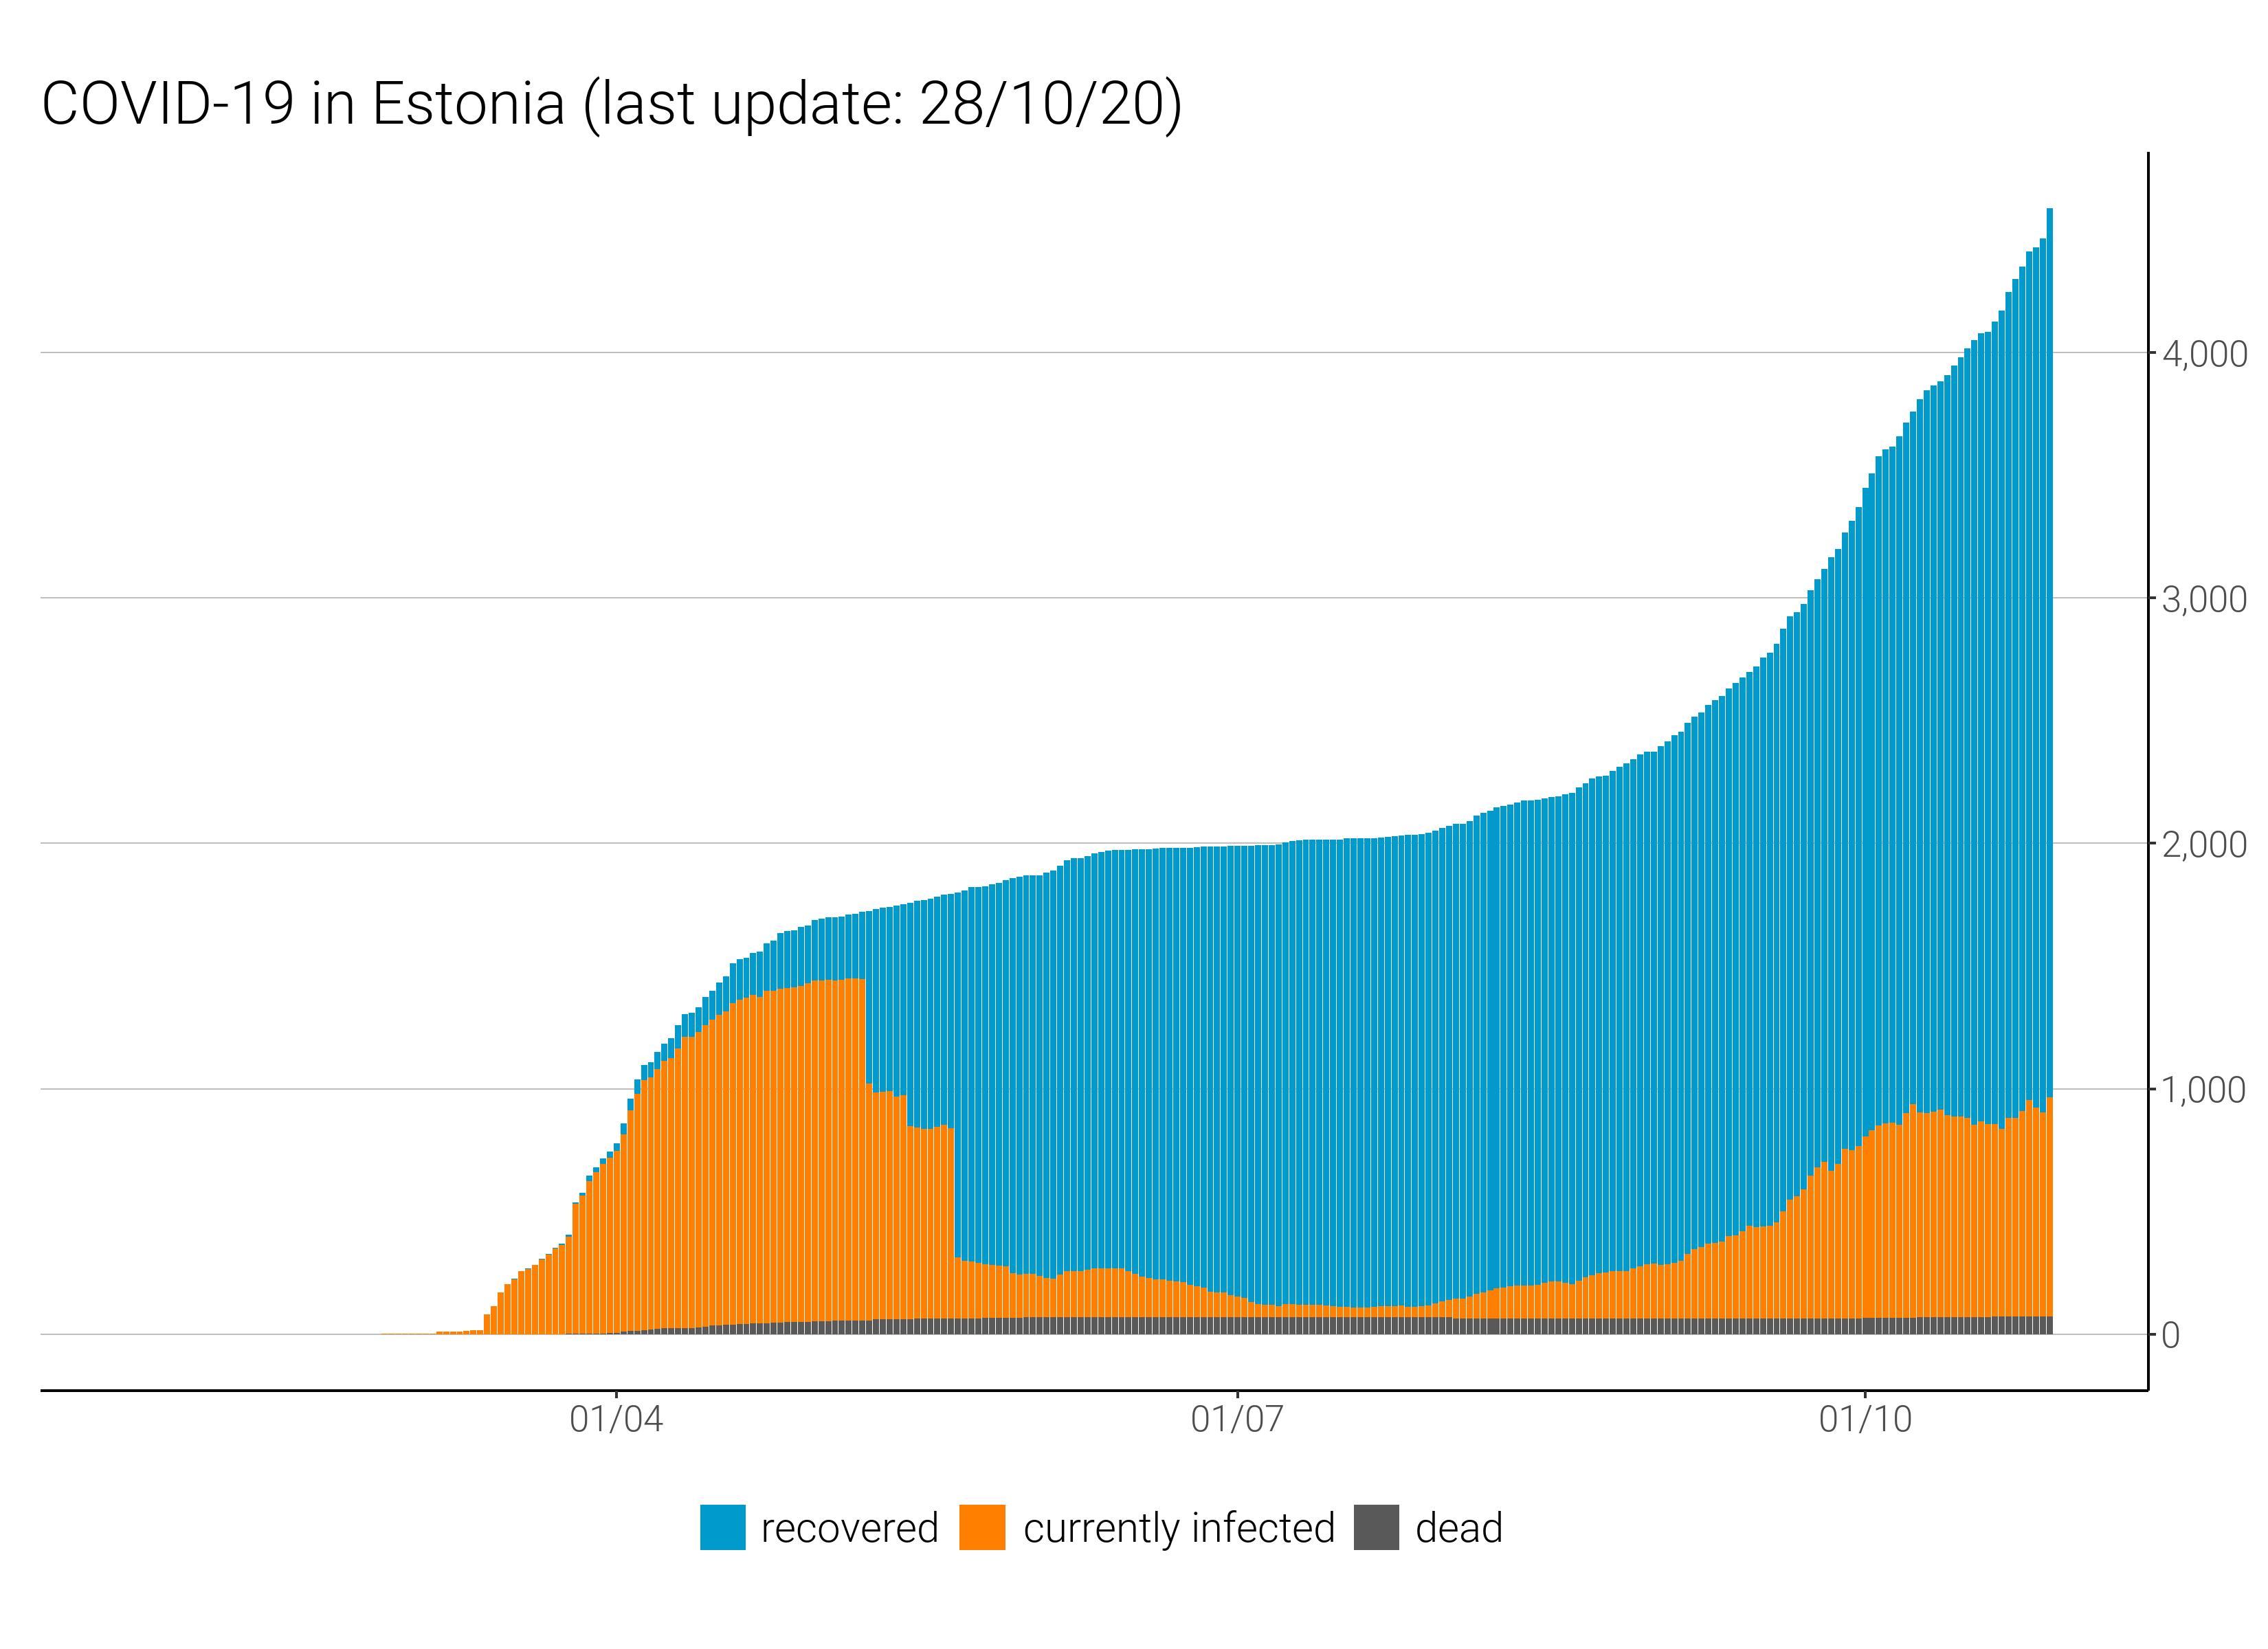 COVID-19 in Estonia (last update: 28/10/20)
4,000
3,000
2,000
1,000
0
01/04 01/07 01/10
recovered currently infected dead